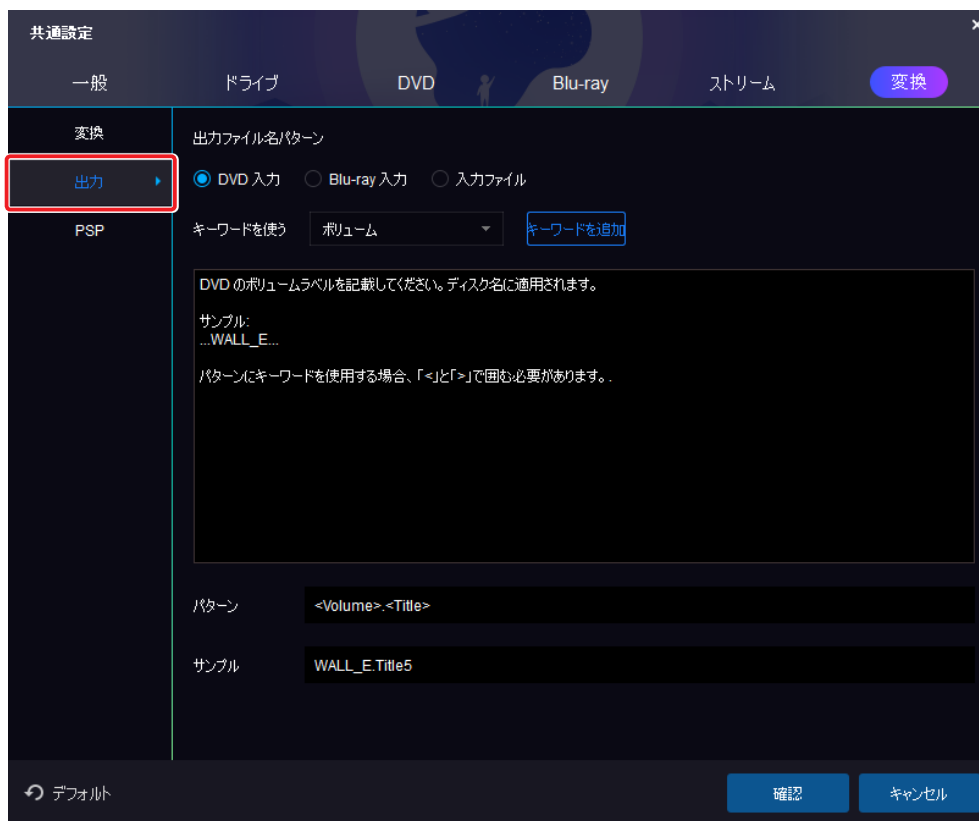 共通設定
一般 ドライブ DVD Blu-ray ストリーム 変換
変換
出力
PSP
出力ファイル名パターン
DVD 入力 Blu-ray 入力 入力ファイル
キーワードを使う ボリューム キーワードを追加
DVD のボリュームラベルを記載してください。ディスク名に適用されます。
サンプル:
...WALL_E...
パターンにキーワードを使用する場合、「<」と「>」で囲む必要があります。.
パターン <Volume>.<Title>
サンプル WALL_E.Title5
デフォルト 確認 キャンセル